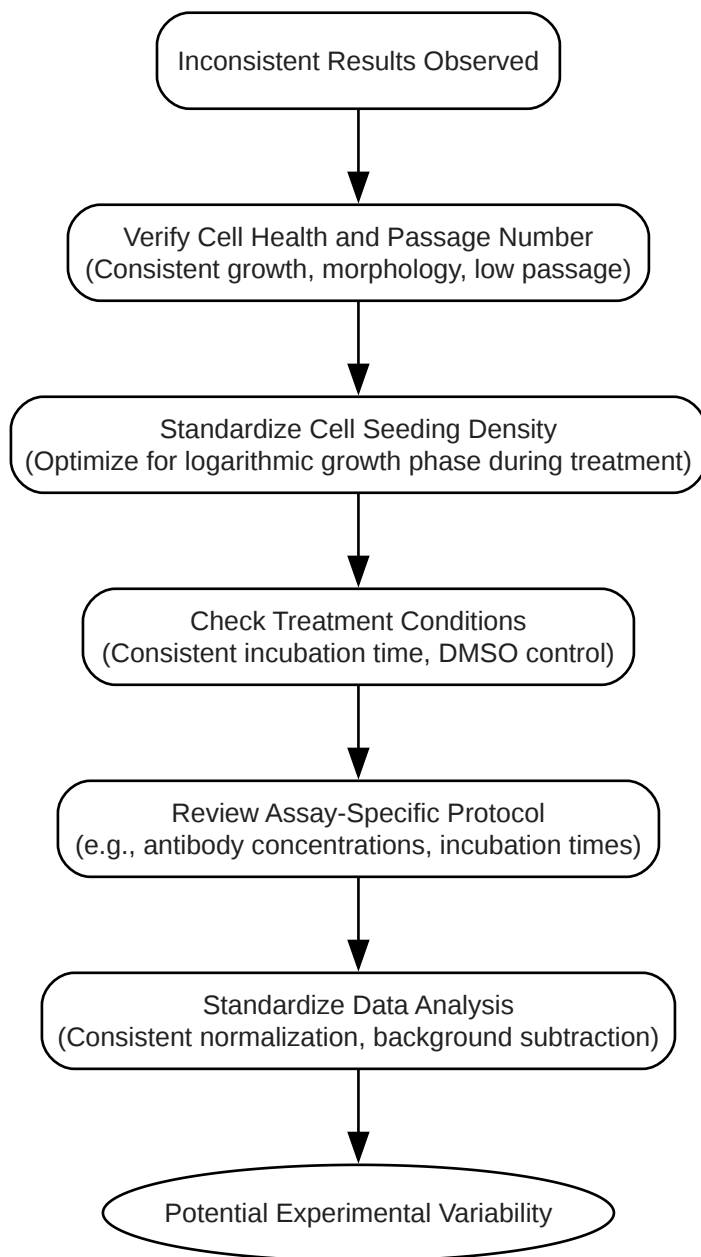 Inconsistent Results Observed
Verify Cell Health and Passage Number
(Consistent growth, morphology, low passage)
Standardize Cell Seeding Density
(Optimize for logarithmic growth phase during treatment)
Check Treatment Conditions
(Consistent incubation time, DMSO control)
Review Assay-Specific Protocol
(e.g., antibody concentrations, incubation times)
Standardize Data Analysis
(Consistent normalization, background subtraction)
Potential Experimental Variability